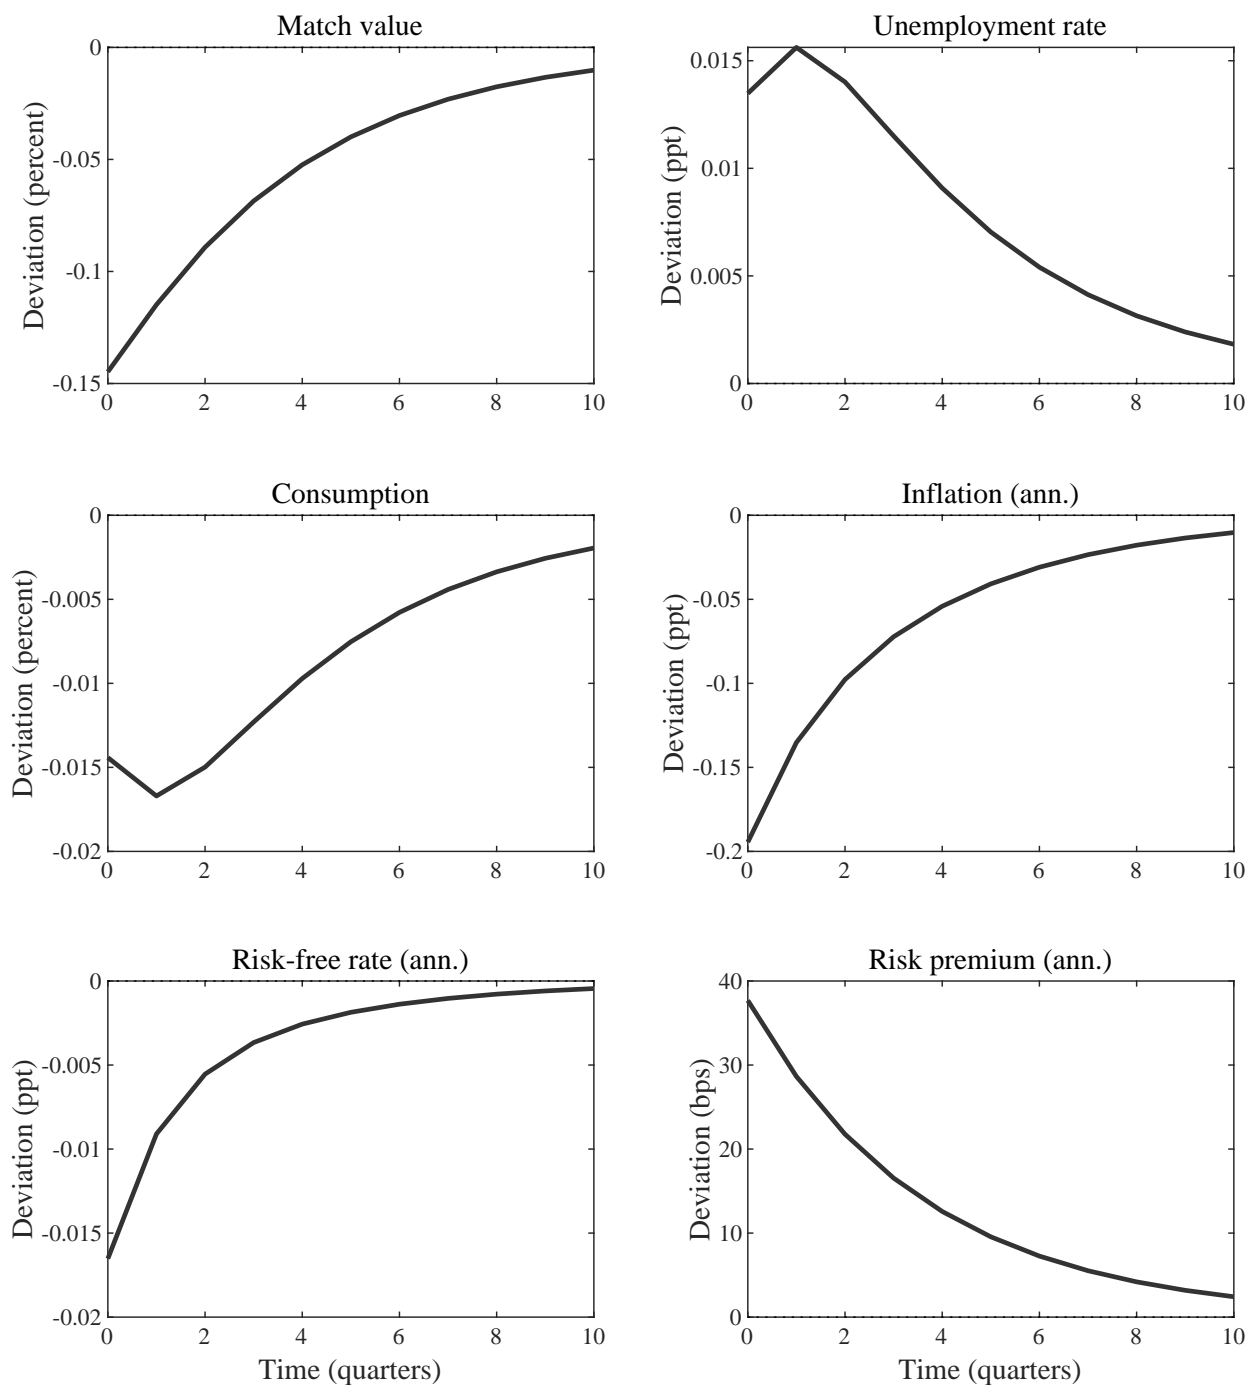 Match value
Deviation (percent)
0
-0.05
-0.1
-0.15
0 2 4 6 8 10
Unemployment rate
Deviation (ppt)
0.015
0.01
0.005
0
0 2 4 6 8 10
Consumption
Deviation (percent)
0
-0.005
-0.01
-0.015
-0.02
0 2 4 6 8 10
Inflation (ann.)
Deviation (ppt)
0
-0.05
-0.1
-0.15
-0.2
0 2 4 6 8 10
Risk-free rate (ann.)
Deviation (ppt)
0
-0.005
-0.01
-0.015
-0.02
0 2 4 6 8 10
Time (quarters)
Risk premium (ann.)
Deviation (bps)
40
30
20
10
0
0 2 4 6 8 10
Time (quarters)